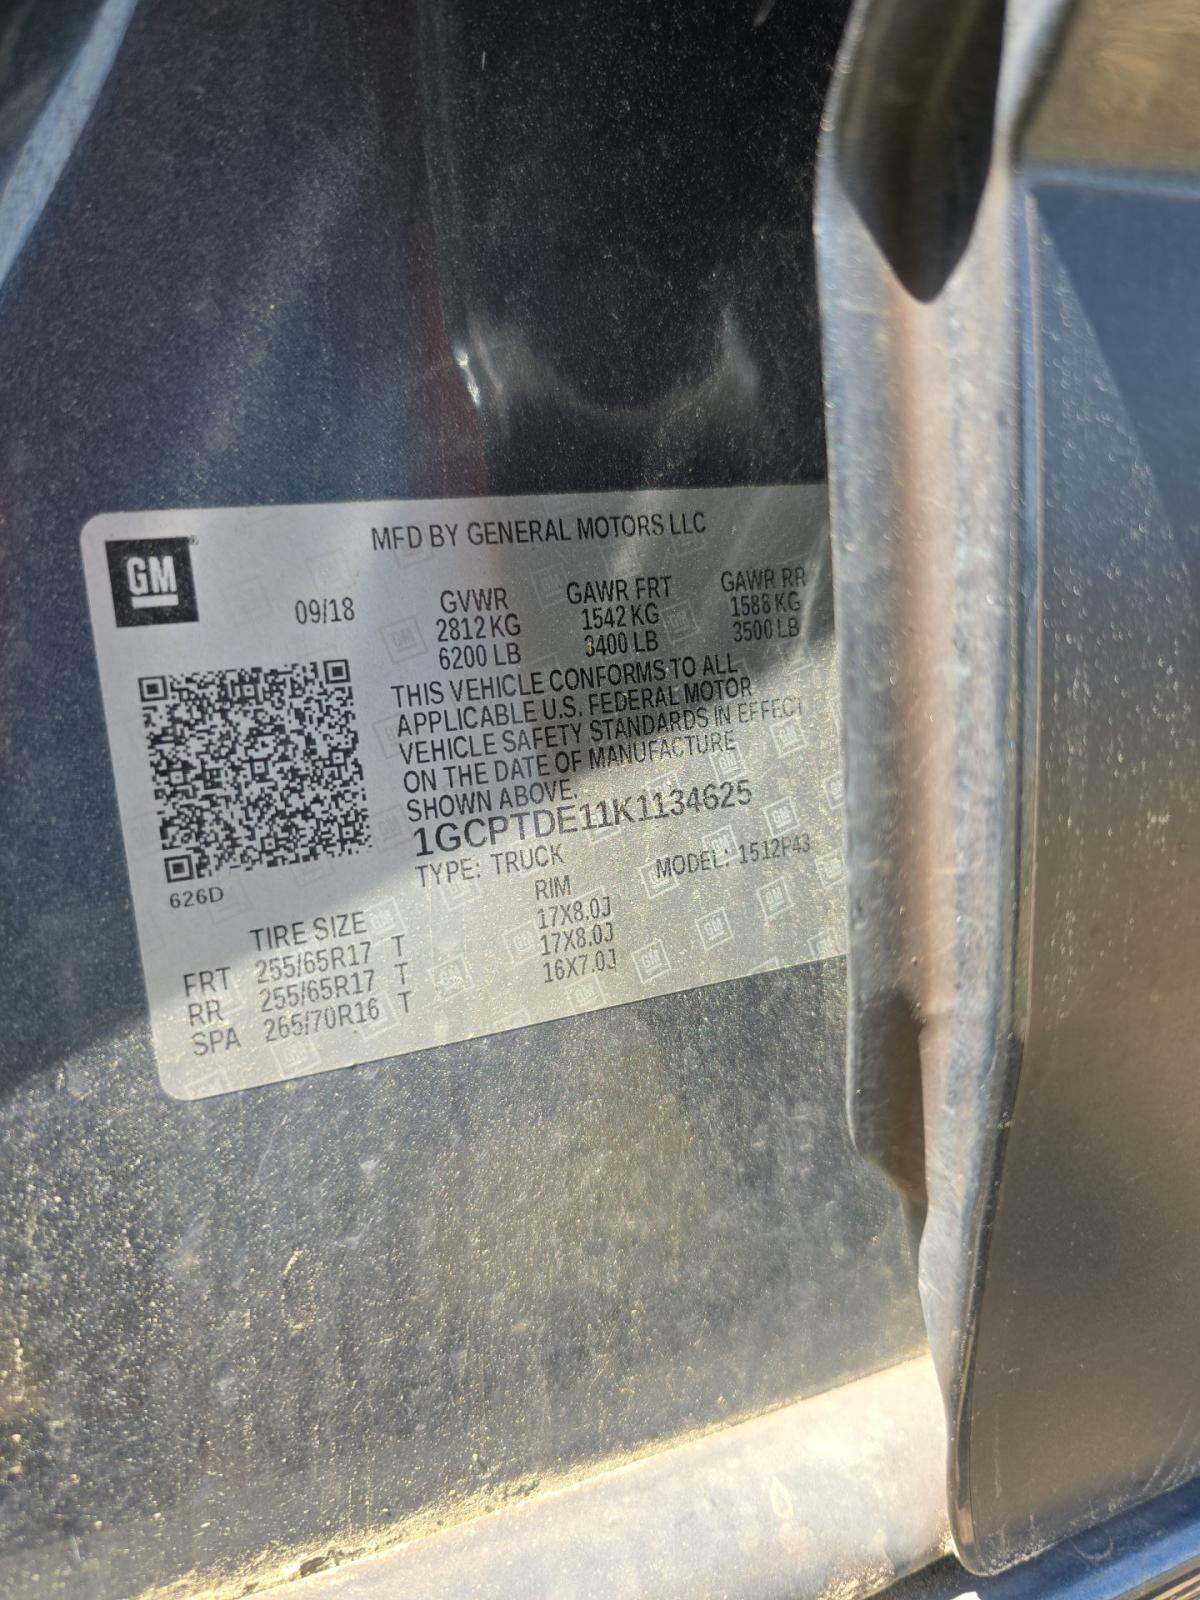 MFD BY GENERAL MOTORS LLC
GM
09/18
GVWR GAWR FRT GAWR RR
2812 KG 1542 KG 1588 KG
6200 LB 3400 LB 3500 LB
THIS VEHICLE CONFORMS TO ALL
APPLICABLE U.S. FEDERAL MOTOR
VEHICLE SAFETY STANDARDS IN EFFECT
ON THE DATE OF MANUFACTURE
SHOWN ABOVE.
1GCPTDE11K1134625
TYPE: TRUCK MODEL: 1512P43
626D
TIRE SIZE RIM
FRT 255/65R17 T 17X8.0J
RR 255/65R17 T 17X8.0J
SPA 265/70R16 T 16X7.0J